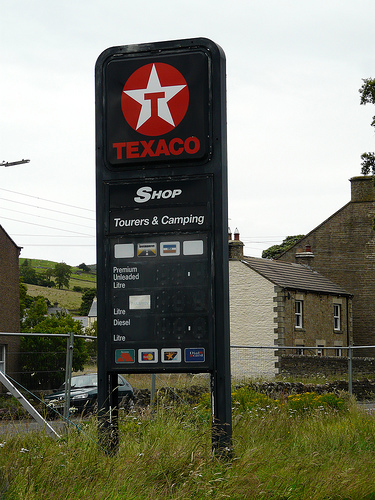 T
TEXACO
SHOP
Tourers & Camping
Premium
Unleaded
Litre
Litre
Diesel
Litre